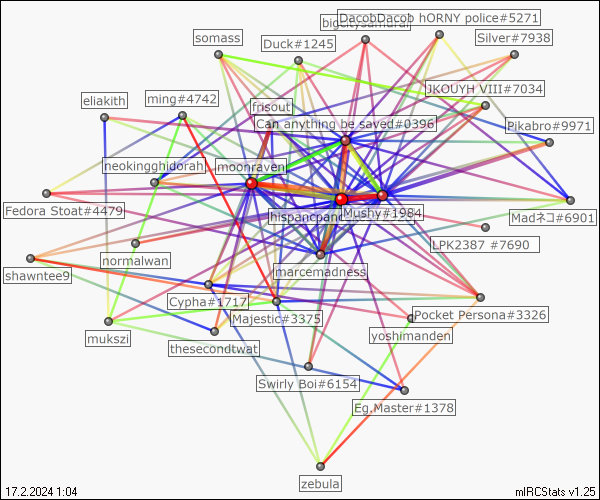 somass
bigcitysamurai
DacobDacob hORNY police#5271
Duck#1245
Silver#7938
eliakith
ming#4742
JKOUYH VIII#7034
frisout
Can anything be saved#0396
Pikabro#9971
neokingghidorah
moonraven
Fedora Stoat#4479
hispancpanc
Mushy#1984
Madネコ#6901
normalwan
LPK2387 #7690
shawntee9
marcemadness
Cypha#1717
Majestic#3375
Pocket Persona#3326
mukszi
thesecondtwat
yoshimanden
Swirly Boi#6154
Eg.Master#1378
zebula
17.2.2024 1:04
mIRCStats v1.25